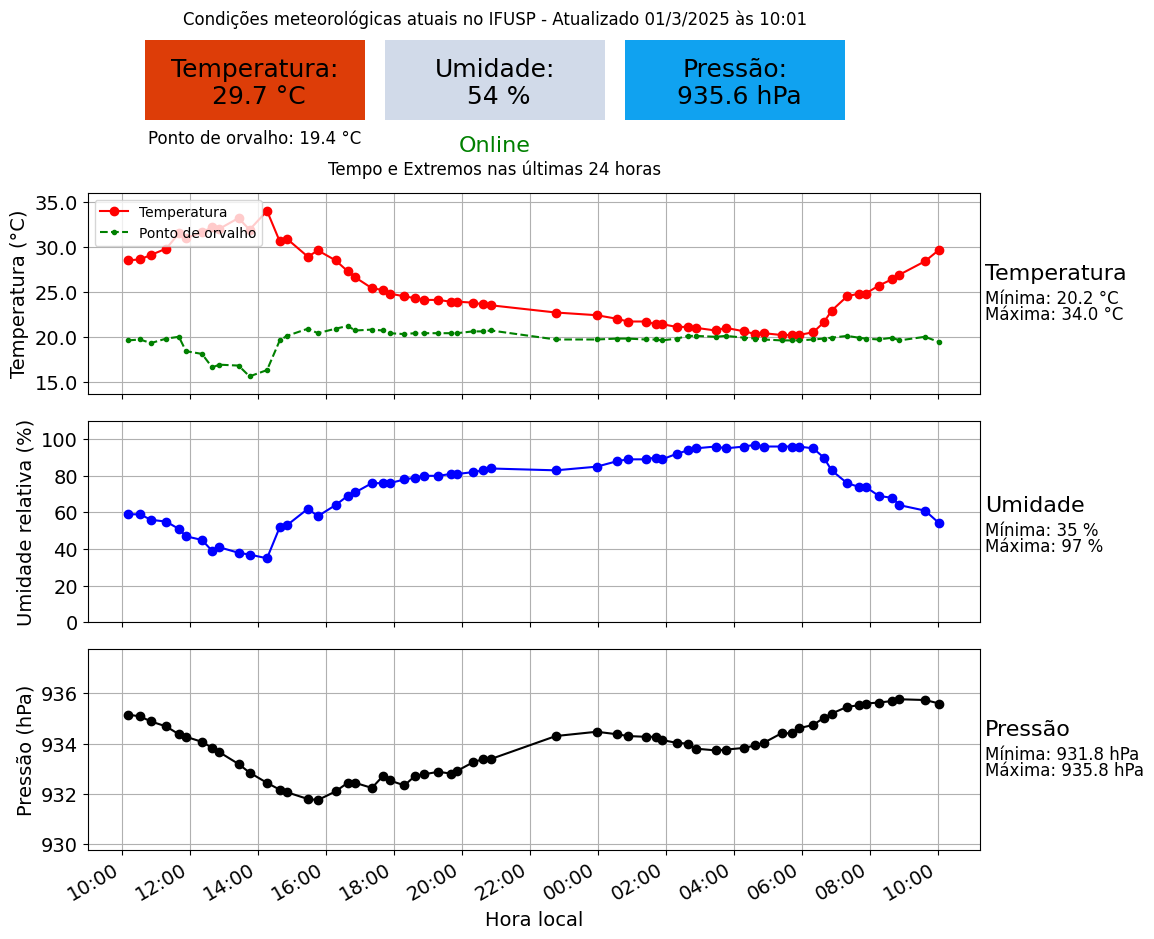 Condições meteorológicas atuais no IFUSP - Atualizado 01/3/2025 às 10:01
Temperatura:
29.7 °C
Umidade:
54 %
Pressão:
935.6 hPa
Ponto de orvalho: 19.4 °C
Online
Tempo e Extremos nas últimas 24 horas
Temperatura (°C)
35.0
30.0
25.0
20.0
15.0
Temperatura
Ponto de orvalho
Temperatura
Mínima: 20.2 °C
Máxima: 34.0 °C
Umidade relativa (%)
100
80
60
40
20
0
Umidade
Mínima: 35 %
Máxima: 97 %
Pressão (hPa)
936
934
932
930
Pressão
Mínima: 931.8 hPa
Máxima: 935.8 hPa
10:00 12:00 14:00 16:00 18:00 20:00 22:00 00:00 02:00 04:00 06:00 08:00 10:00
Hora local